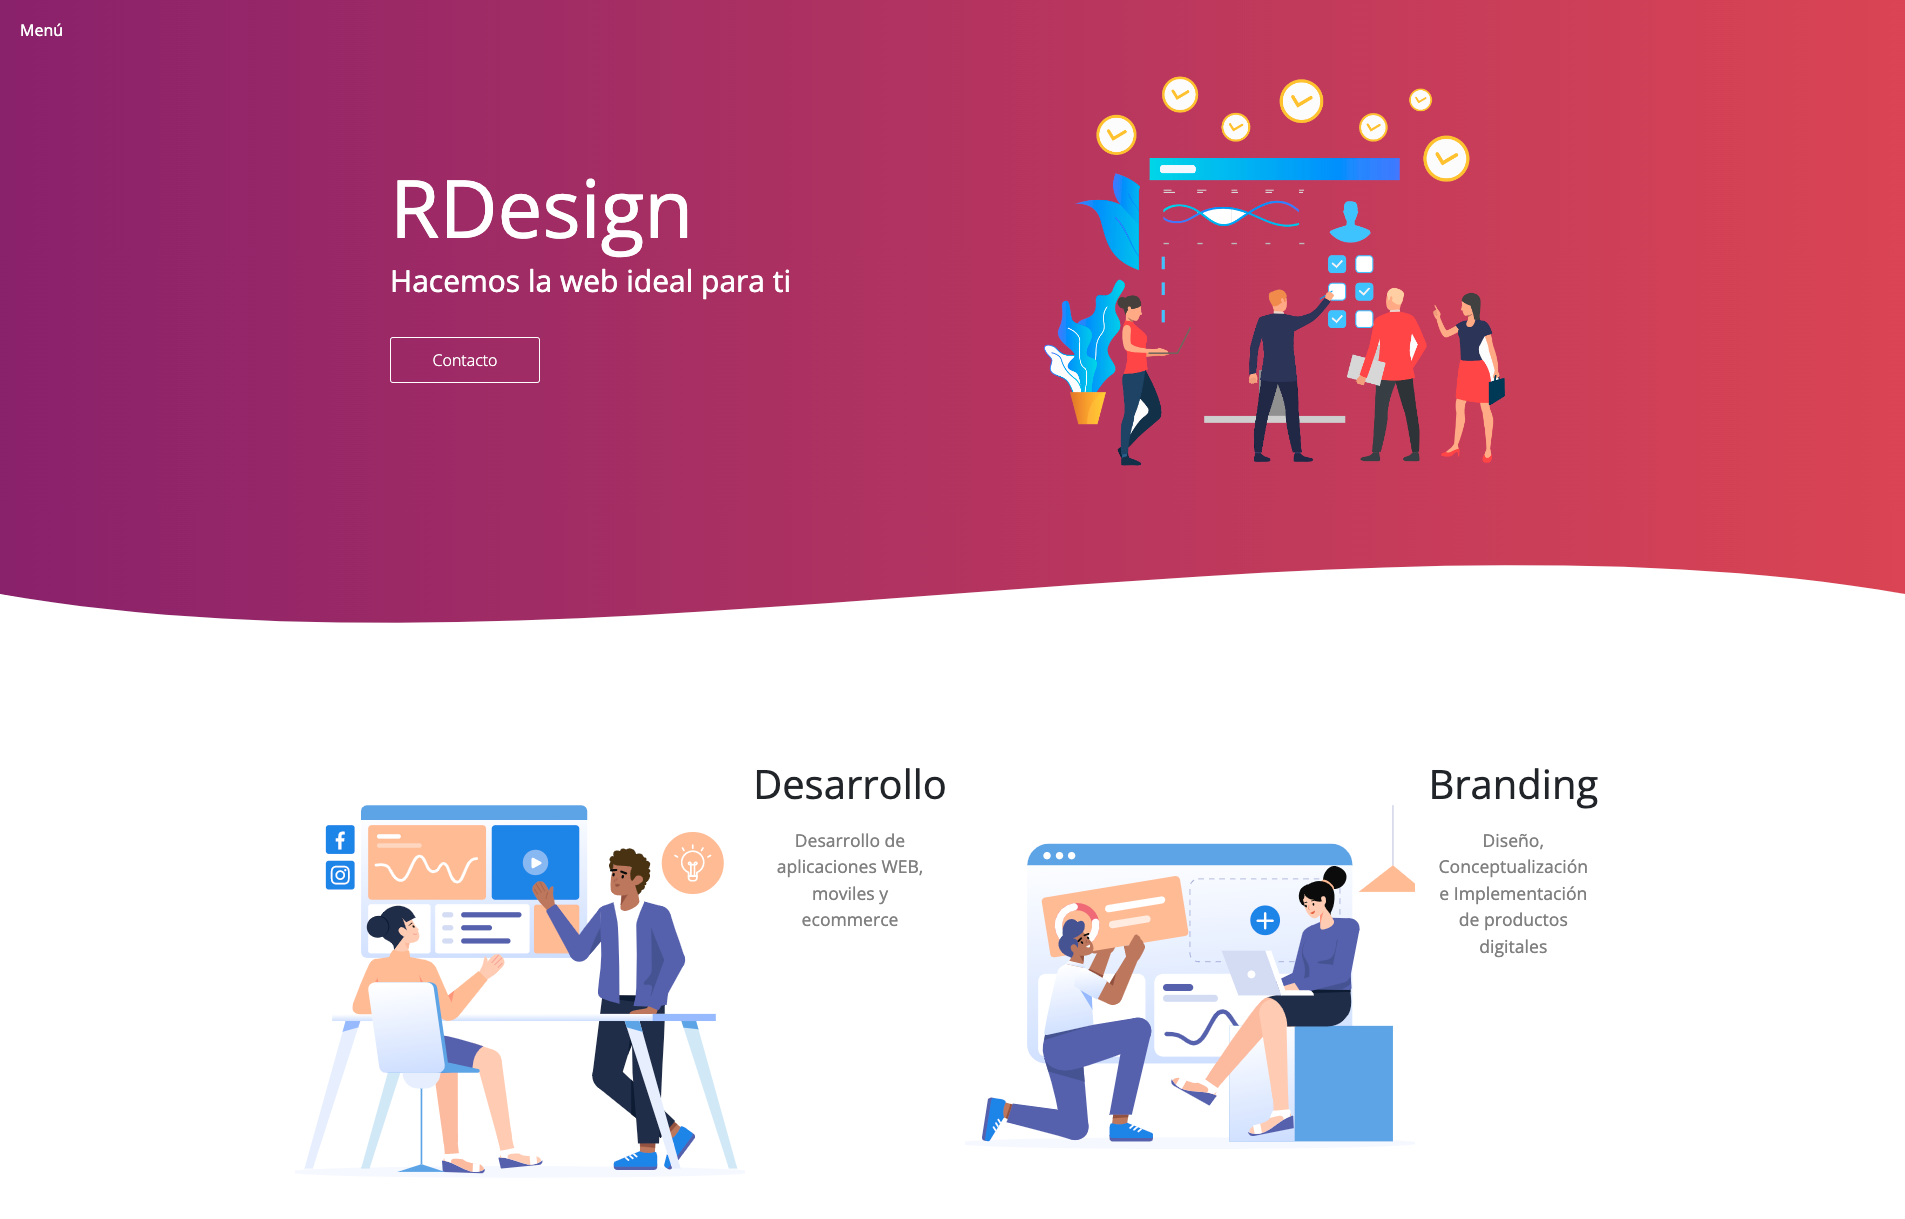 Menú
RDesign
Hacemos la web ideal para ti
Contacto
Desarrollo
Desarrollo de
aplicaciones WEB,
moviles y
ecommerce
Branding
Diseño,
Conceptualización
e Implementación
de productos
digitales